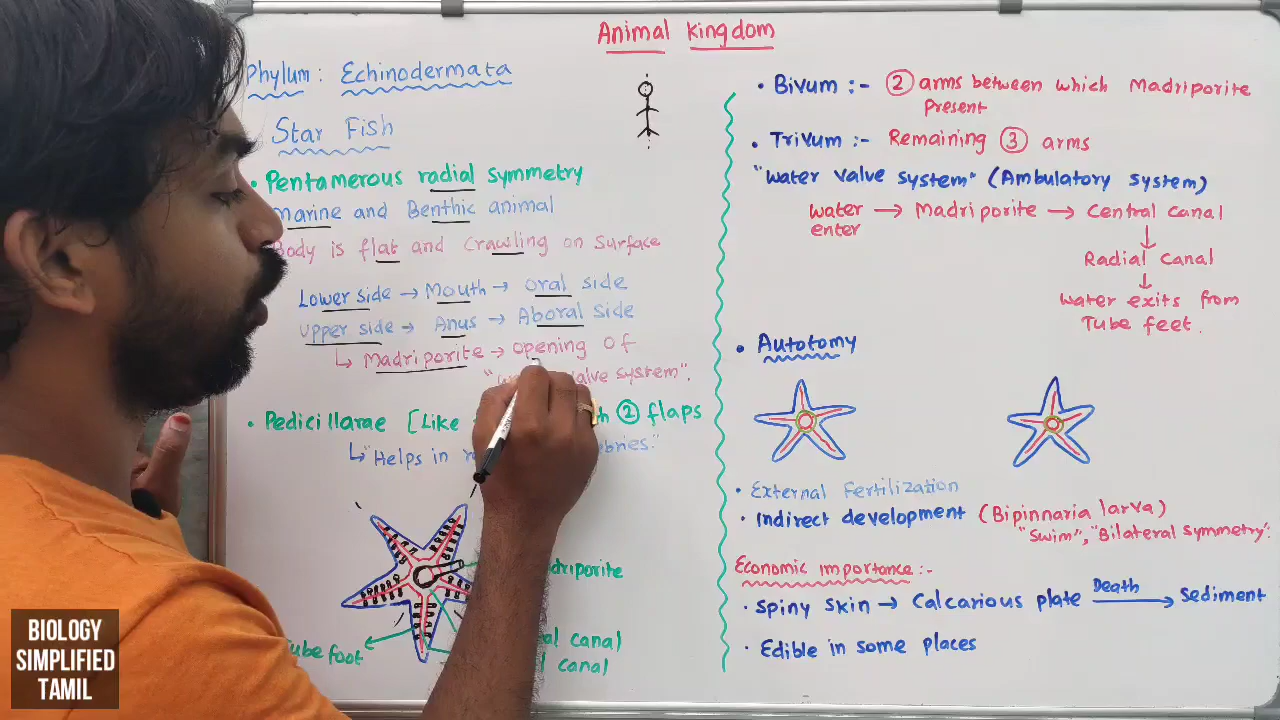 Animal kingdom
Phylum: Echinodermata
Star Fish
• Pentamerous radial symmetry
Marine and Benthic animal
Body is flat and Crawling on Surface
Lower side → Mouth → oral side
Upper side → Anus → Aboral side
↳ Madriporite → opening of
valve system".
• Pedicillarae [Like ② flaps
↳ "Helps in
Tube foot
• Bivum :- ② arms between which Madriporite
Present
• Trivum :- Remaining ③ arms
"Water valve system" (Ambulatory system)
water → Madriporite → Central canal
enter
↓
Radial Canal
↓
water exits from
Tube feet.
• Autotomy
• External Fertilization
• Indirect development (Bipinnaria larva)
"Swim", "Bilateral Symmetry".
Economic importance :-
• Spiny Skin → Calcarious plate Death → Sediment
• Edible in some places
BIOLOGY
SIMPLIFIED
TAMIL